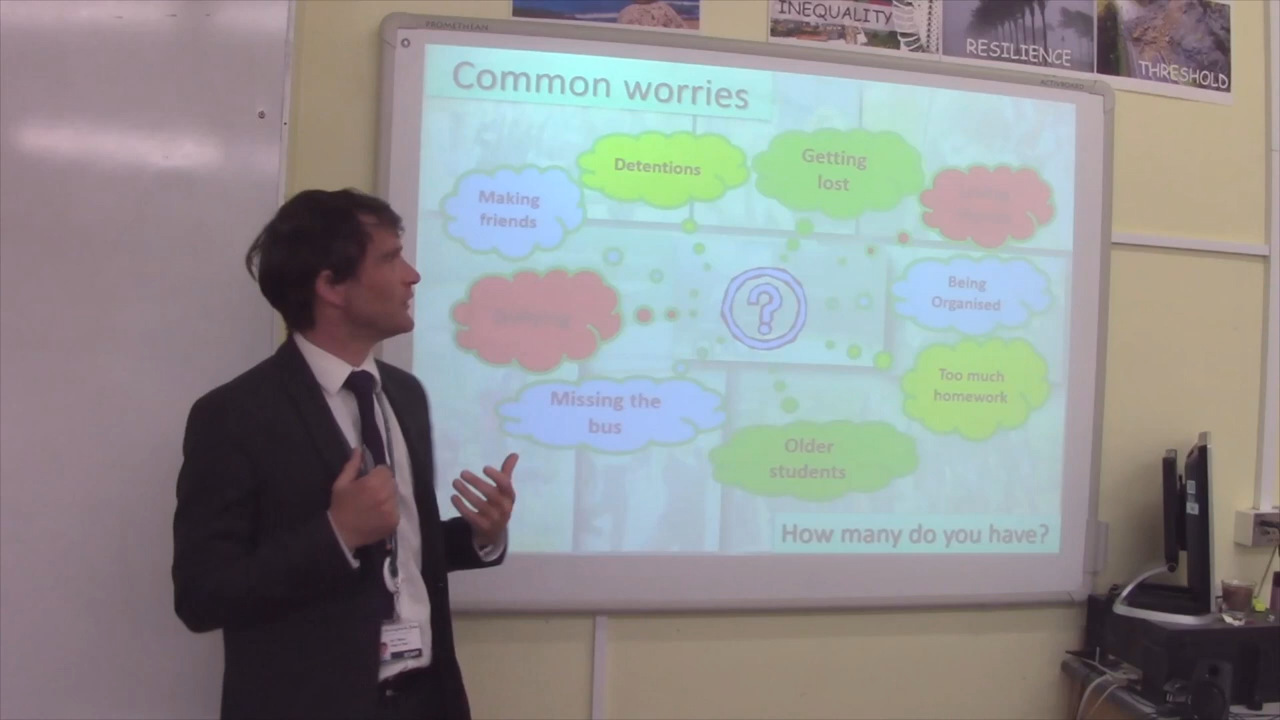 INEQUALITY
RESILIENCE
THRESHOLD
PROMETHEAN
Common worries
Detentions
Getting
lost
Making
friends
Being
Organised
Too much
homework
Missing the
bus
Older
students
How many do you have?